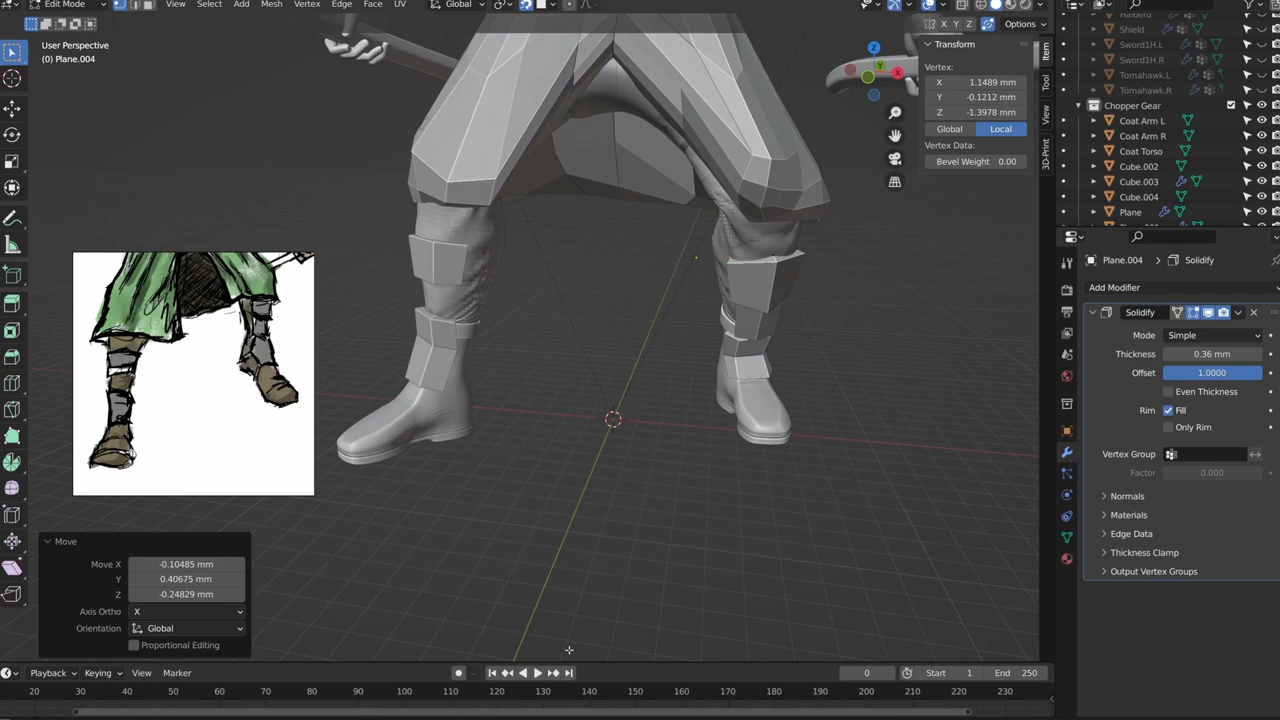 Edit Mode View Select Add Mesh Vertex Edge Face UV Global Options
X Y Z
User Perspective
(0) Plane.004
Transform
Vertex:
X 1.1489 mm
Y -0.1212 mm
Z -1.3978 mm
Global Local
Vertex Data:
Bevel Weight 0.00
Item
Tool
View
3D-Print
Z
Y
X
Halberd
Shield
Sword1H.L
Sword1H.R
Tomahawk.L
Tomahawk.R
Chopper Gear
Coat Arm L
Coat Arm R
Coat Torso
Cube.002
Cube.003
Cube.004
Plane
Plane.004 > Solidify
Add Modifier
Solidify
Mode Simple
Thickness 0.36 mm
Offset 1.0000
Even Thickness
Rim Fill
Only Rim
Vertex Group
Factor 0.000
Normals
Materials
Edge Data
Thickness Clamp
Output Vertex Groups
Move
Move X -0.10485 mm
Y 0.40675 mm
Z -0.24829 mm
Axis Ortho X
Orientation Global
Proportional Editing
Playback Keying View Marker 0 Start 1 End 250
20 30 40 50 60 70 80 90 100 110 120 130 140 150 160 170 180 190 200 210 220 230